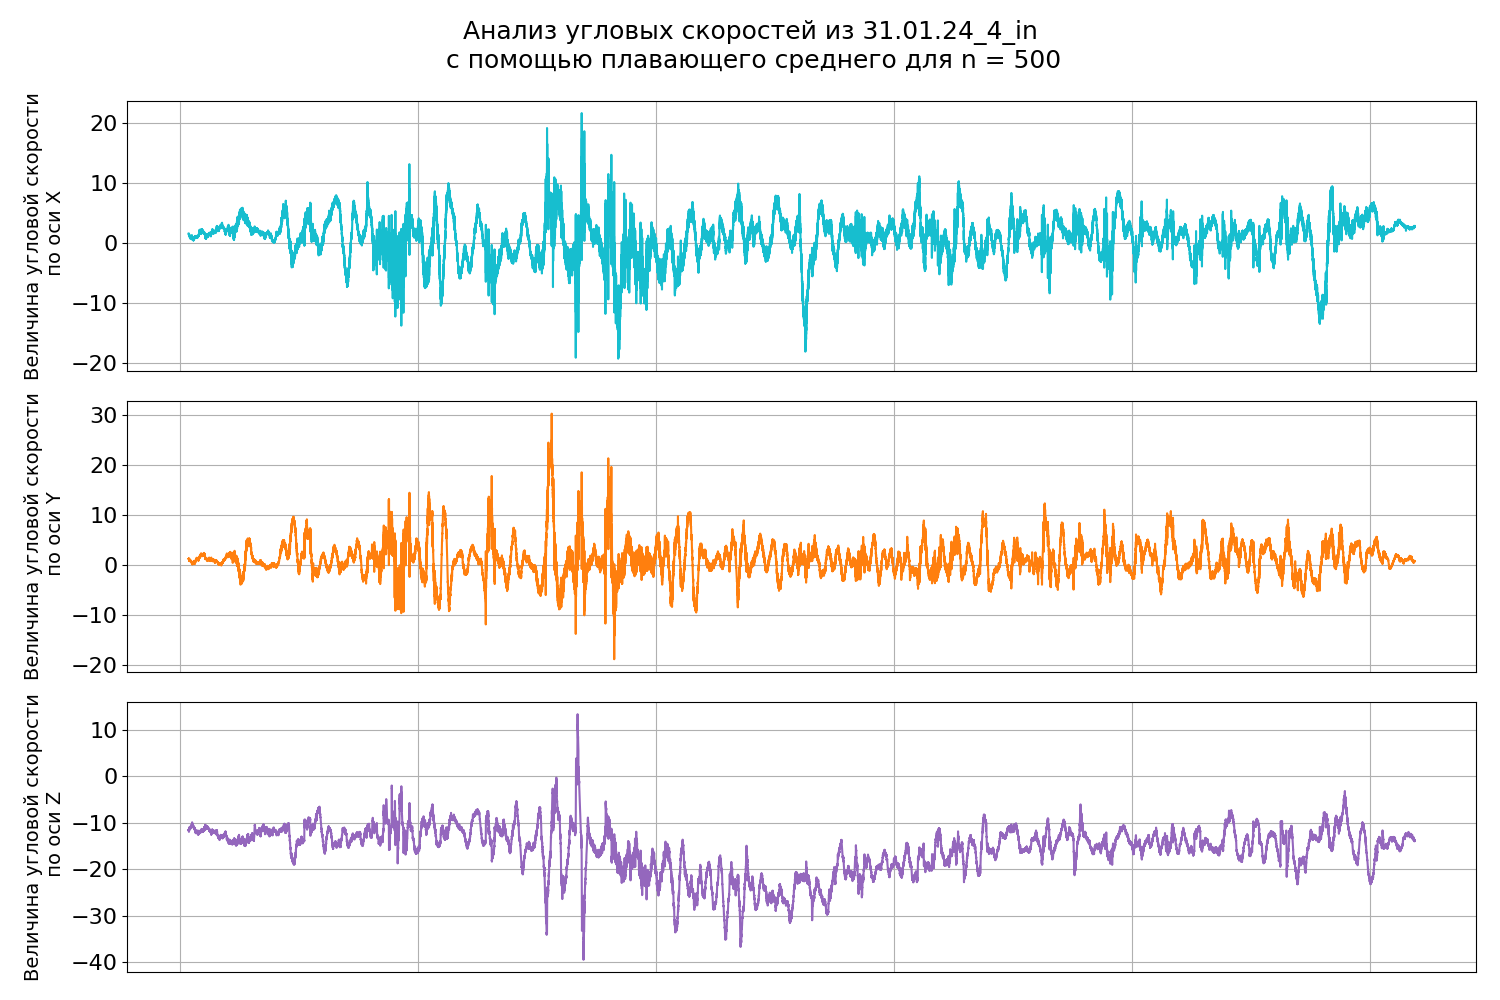 Анализ угловых скоростей из 31.01.24_4_in
с помощью плавающего среднего для n = 500
Величина угловой скорости
по оси X
20
10
0
−10
−20
Величина угловой скорости
по оси Y
30
20
10
0
−10
−20
Величина угловой скорости
по оси Z
10
0
−10
−20
−30
−40